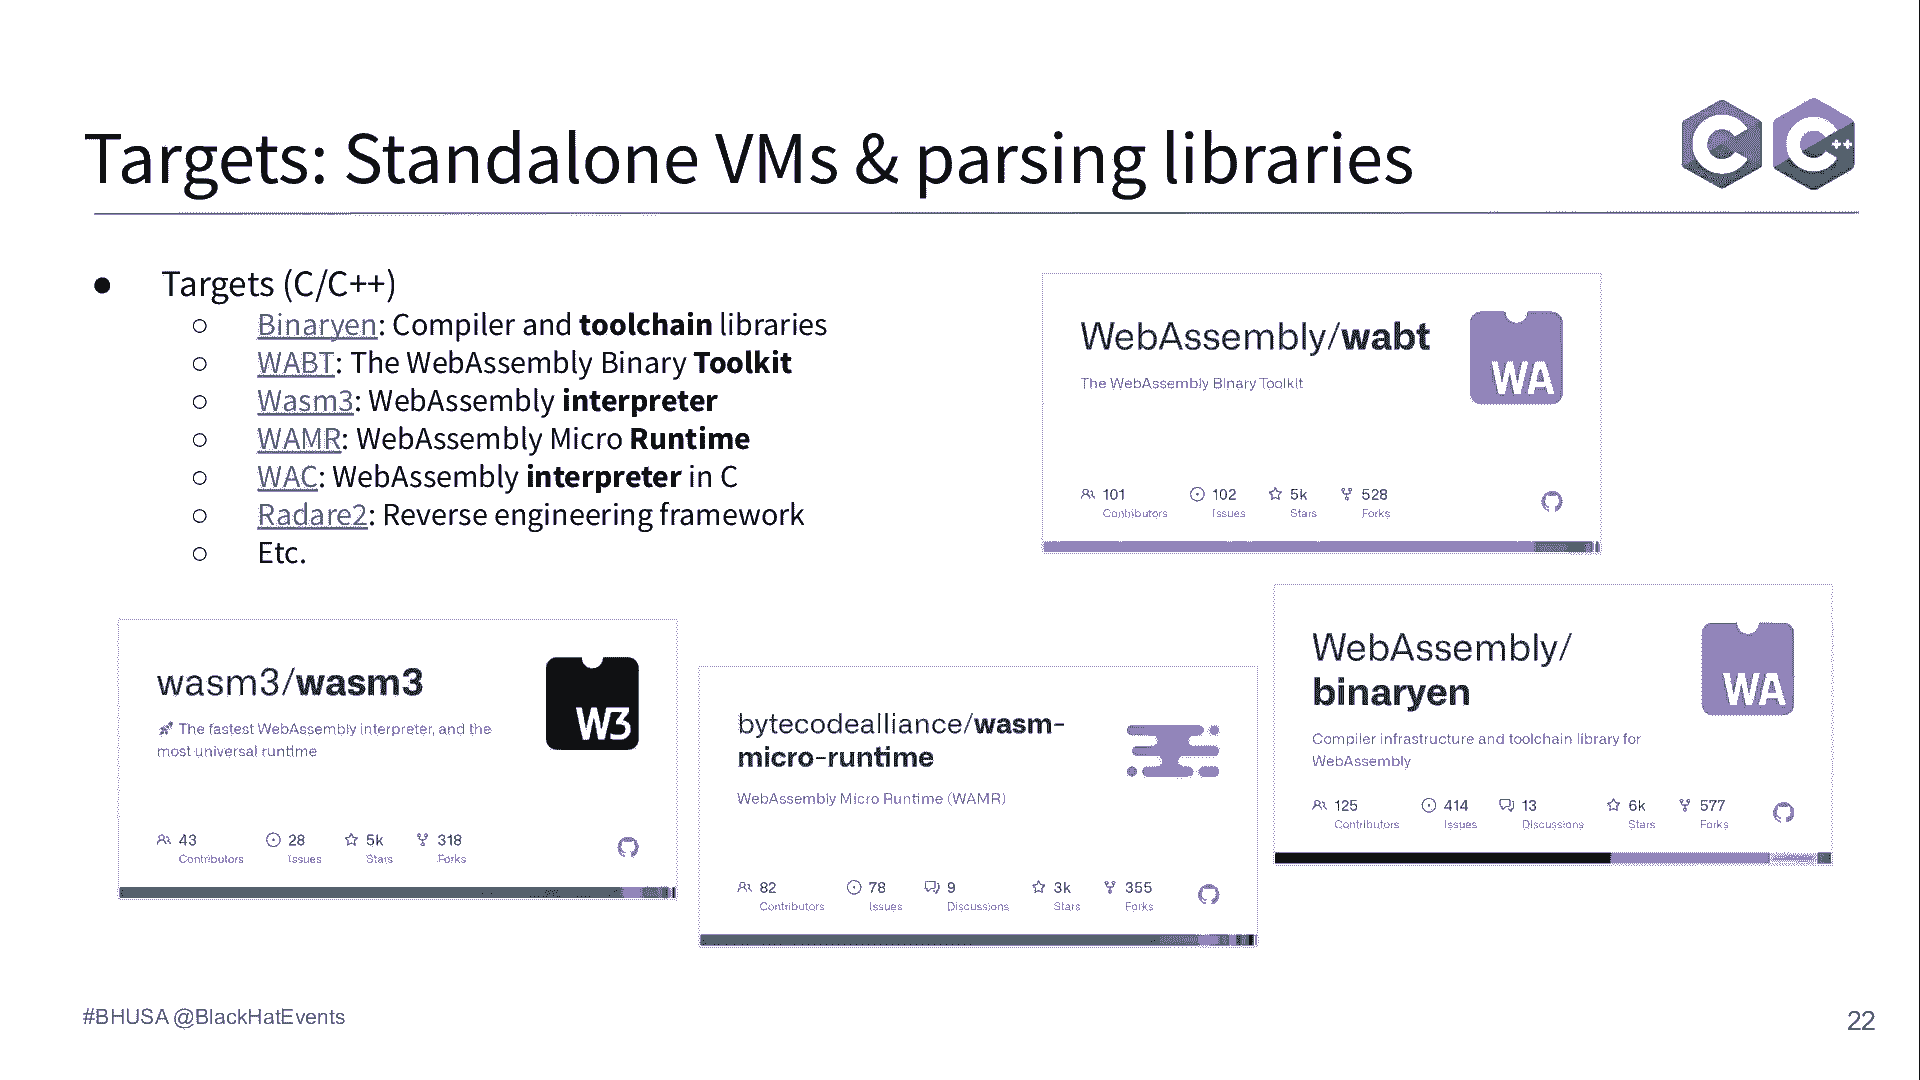 Targets: Standalone VMs & parsing libraries
C C++
● Targets (C/C++)
○ Binaryen: Compiler and toolchain libraries
○ WABT: The WebAssembly Binary Toolkit
○ Wasm3: WebAssembly interpreter
○ WAMR: WebAssembly Micro Runtime
○ WAC: WebAssembly interpreter in C
○ Radare2: Reverse engineering framework
○ Etc.
WebAssembly/wabt
WA
The WebAssembly Binary Toolkit
101 102 5k 528
Contributors Issues Stars Forks
wasm3/wasm3
W3
🚀 The fastest WebAssembly interpreter, and the
most universal runtime
43 28 5k 318
Contributors Issues Stars Forks
bytecodealliance/wasm-
micro-runtime
WebAssembly Micro Runtime (WAMR)
82 78 9 3k 355
Contributors Issues Discussions Stars Forks
WebAssembly/
binaryen
WA
Compiler infrastructure and toolchain library for
WebAssembly
125 414 13 6k 577
Contributors Issues Discussions Stars Forks
#BHUSA @BlackHatEvents
22